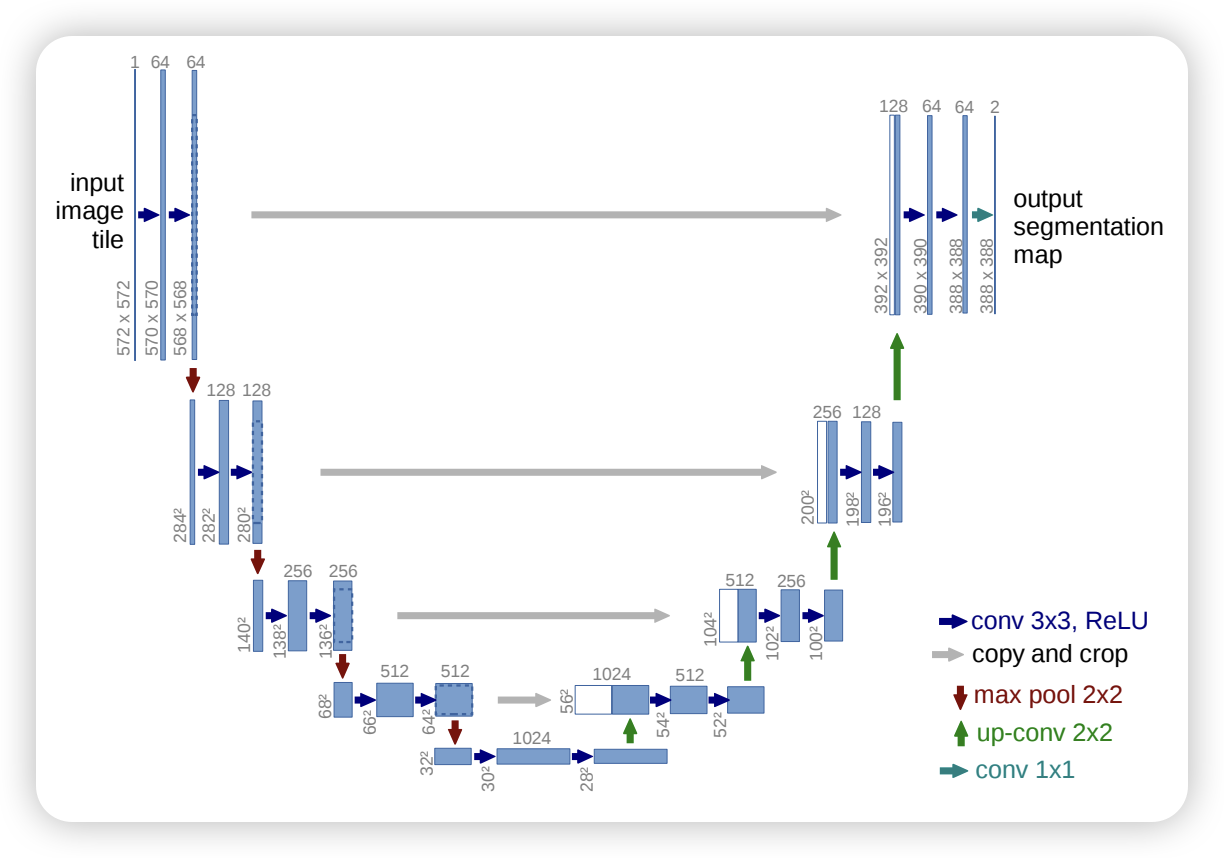 1 64 64
128 64 64 2
input
image
tile
output
segmentation
map
572 x 572
570 x 570
568 x 568
392 x 392
390 x 390
388 x 388
388 x 388
128 128
256 128
284²
282²
280²
200²
198²
196²
256 256
512 256
140²
138²
136²
104²
102²
100²
conv 3x3, ReLU
copy and crop
max pool 2x2
up-conv 2x2
conv 1x1
512 512
1024 512
68²
66²
64²
56²
54²
52²
1024
32²
30²
28²